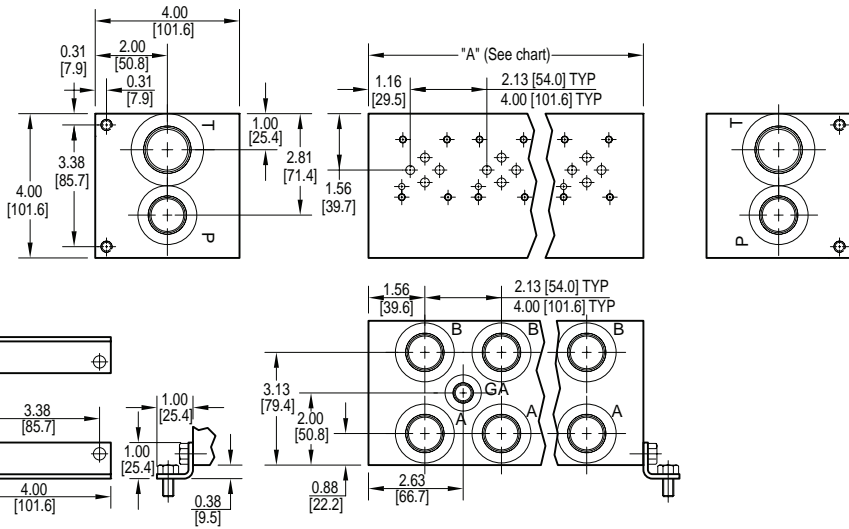 4.00
[101.6]
2.00
[50.8]
0.31
[7.9]
0.31
[7.9]
T
P
1.00
[25.4]
2.81
[71.4]
3.38
[85.7]
4.00
[101.6]
"A" (See chart)
1.16
[29.5]
2.13 [54.0] TYP
4.00 [101.6] TYP
1.56
[39.7]
T
P
1.56
[39.6]
2.13 [54.0] TYP
4.00 [101.6] TYP
B
B
B
GA
A
A
A
3.13
[79.4]
2.00
[50.8]
0.88
[22.2]
2.63
[66.7]
3.38
[85.7]
4.00
[101.6]
1.00
[25.4]
1.00
[25.4]
0.38
[9.5]